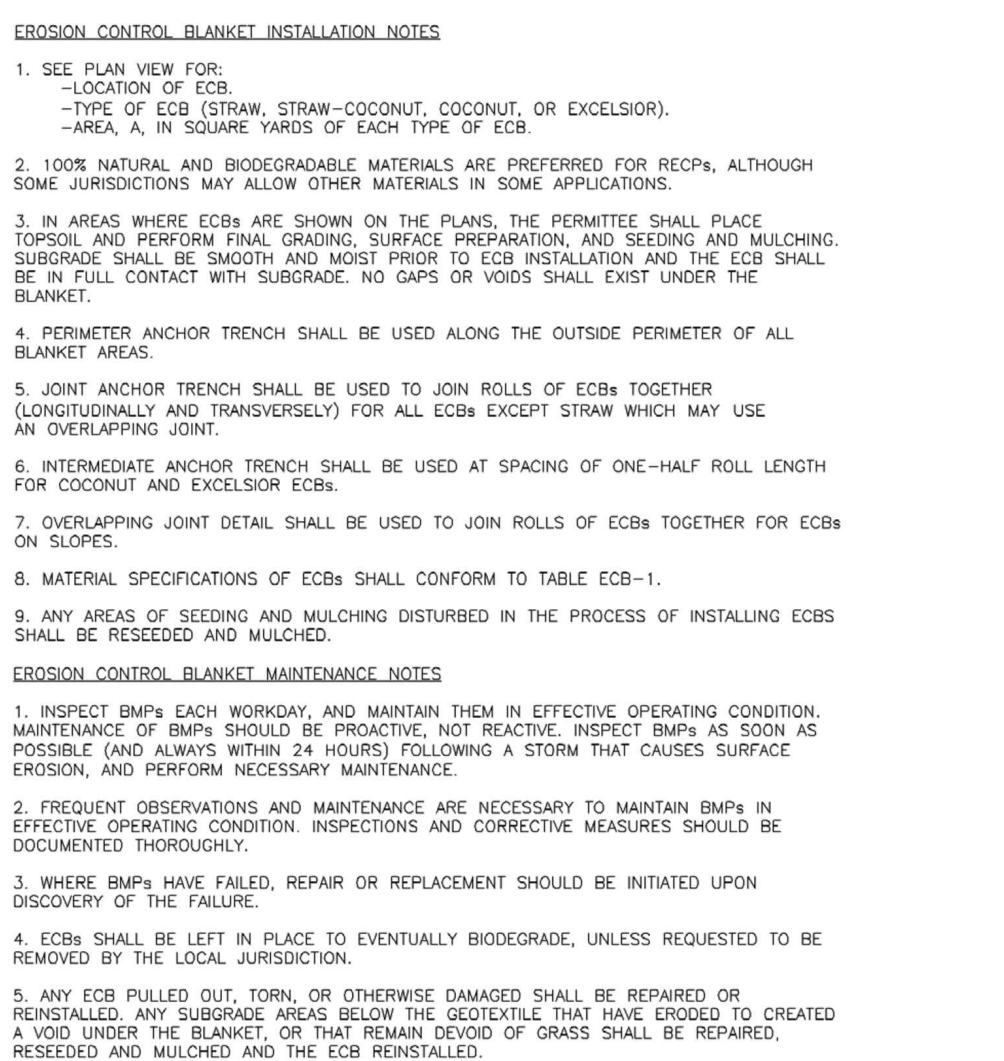 EROSION CONTROL BLANKET INSTALLATION NOTES
1. SEE PLAN VIEW FOR:
-LOCATION OF ECB.
-TYPE OF ECB (STRAW, STRAW-COCONUT, COCONUT, OR EXCELSIOR).
-AREA, A, IN SQUARE YARDS OF EACH TYPE OF ECB.
2. 100% NATURAL AND BIODEGRADABLE MATERIALS ARE PREFERRED FOR RECPs, ALTHOUGH
SOME JURISDICTIONS MAY ALLOW OTHER MATERIALS IN SOME APPLICATIONS.
3. IN AREAS WHERE ECBs ARE SHOWN ON THE PLANS, THE PERMITTEE SHALL PLACE
TOPSOIL AND PERFORM FINAL GRADING, SURFACE PREPARATION, AND SEEDING AND MULCHING.
SUBGRADE SHALL BE SMOOTH AND MOIST PRIOR TO ECB INSTALLATION AND THE ECB SHALL
BE IN FULL CONTACT WITH SUBGRADE. NO GAPS OR VOIDS SHALL EXIST UNDER THE
BLANKET.
4. PERIMETER ANCHOR TRENCH SHALL BE USED ALONG THE OUTSIDE PERIMETER OF ALL
BLANKET AREAS.
5. JOINT ANCHOR TRENCH SHALL BE USED TO JOIN ROLLS OF ECBs TOGETHER
(LONGITUDINALLY AND TRANSVERSELY) FOR ALL ECBs EXCEPT STRAW WHICH MAY USE
AN OVERLAPPING JOINT.
6. INTERMEDIATE ANCHOR TRENCH SHALL BE USED AT SPACING OF ONE-HALF ROLL LENGTH
FOR COCONUT AND EXCELSIOR ECBs.
7. OVERLAPPING JOINT DETAIL SHALL BE USED TO JOIN ROLLS OF ECBs TOGETHER FOR ECBs
ON SLOPES.
8. MATERIAL SPECIFICATIONS OF ECBs SHALL CONFORM TO TABLE ECB-1.
9. ANY AREAS OF SEEDING AND MULCHING DISTURBED IN THE PROCESS OF INSTALLING ECBS
SHALL BE RESEEDED AND MULCHED.
EROSION CONTROL BLANKET MAINTENANCE NOTES
1. INSPECT BMPs EACH WORKDAY, AND MAINTAIN THEM IN EFFECTIVE OPERATING CONDITION.
MAINTENANCE OF BMPs SHOULD BE PROACTIVE, NOT REACTIVE. INSPECT BMPs AS SOON AS
POSSIBLE (AND ALWAYS WITHIN 24 HOURS) FOLLOWING A STORM THAT CAUSES SURFACE
EROSION, AND PERFORM NECESSARY MAINTENANCE.
2. FREQUENT OBSERVATIONS AND MAINTENANCE ARE NECESSARY TO MAINTAIN BMPs IN
EFFECTIVE OPERATING CONDITION. INSPECTIONS AND CORRECTIVE MEASURES SHOULD BE
DOCUMENTED THOROUGHLY.
3. WHERE BMPs HAVE FAILED, REPAIR OR REPLACEMENT SHOULD BE INITIATED UPON
DISCOVERY OF THE FAILURE.
4. ECBs SHALL BE LEFT IN PLACE TO EVENTUALLY BIODEGRADE, UNLESS REQUESTED TO BE
REMOVED BY THE LOCAL JURISDICTION.
5. ANY ECB PULLED OUT, TORN, OR OTHERWISE DAMAGED SHALL BE REPAIRED OR
REINSTALLED. ANY SUBGRADE AREAS BELOW THE GEOTEXTILE THAT HAVE ERODED TO CREATED
A VOID UNDER THE BLANKET, OR THAT REMAIN DEVOID OF GRASS SHALL BE REPAIRED,
RESEEDED AND MULCHED AND THE ECB REINSTALLED.